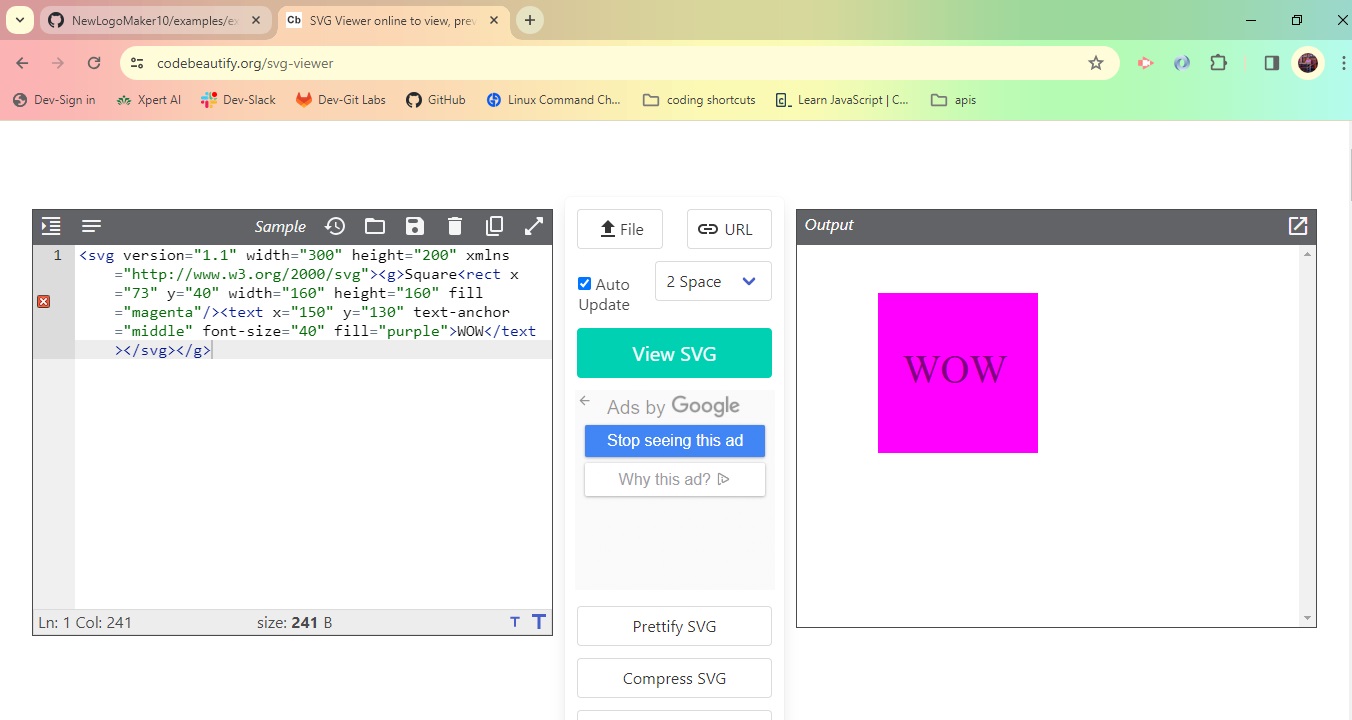 NewLogoMaker10/examples/ex
Cb SVG Viewer online to view, prev
codebeautify.org/svg-viewer
Dev-Sign in Xpert AI Dev-Slack Dev-Git Labs GitHub Linux Command Ch... coding shortcuts Learn JavaScript | C... apis
Sample
File URL
Output
1 <svg version="1.1" width="300" height="200" xmlns
="http://www.w3.org/2000/svg"><g>Square<rect x
="73" y="40" width="160" height="160" fill
="magenta"/><text x="150" y="130" text-anchor
="middle" font-size="40" fill="purple">WOW</text
></svg></g>
Auto Update
2 Space
View SVG
Ads by Google
Stop seeing this ad
Why this ad?
WOW
Ln: 1 Col: 241 size: 241 B T T
Prettify SVG
Compress SVG